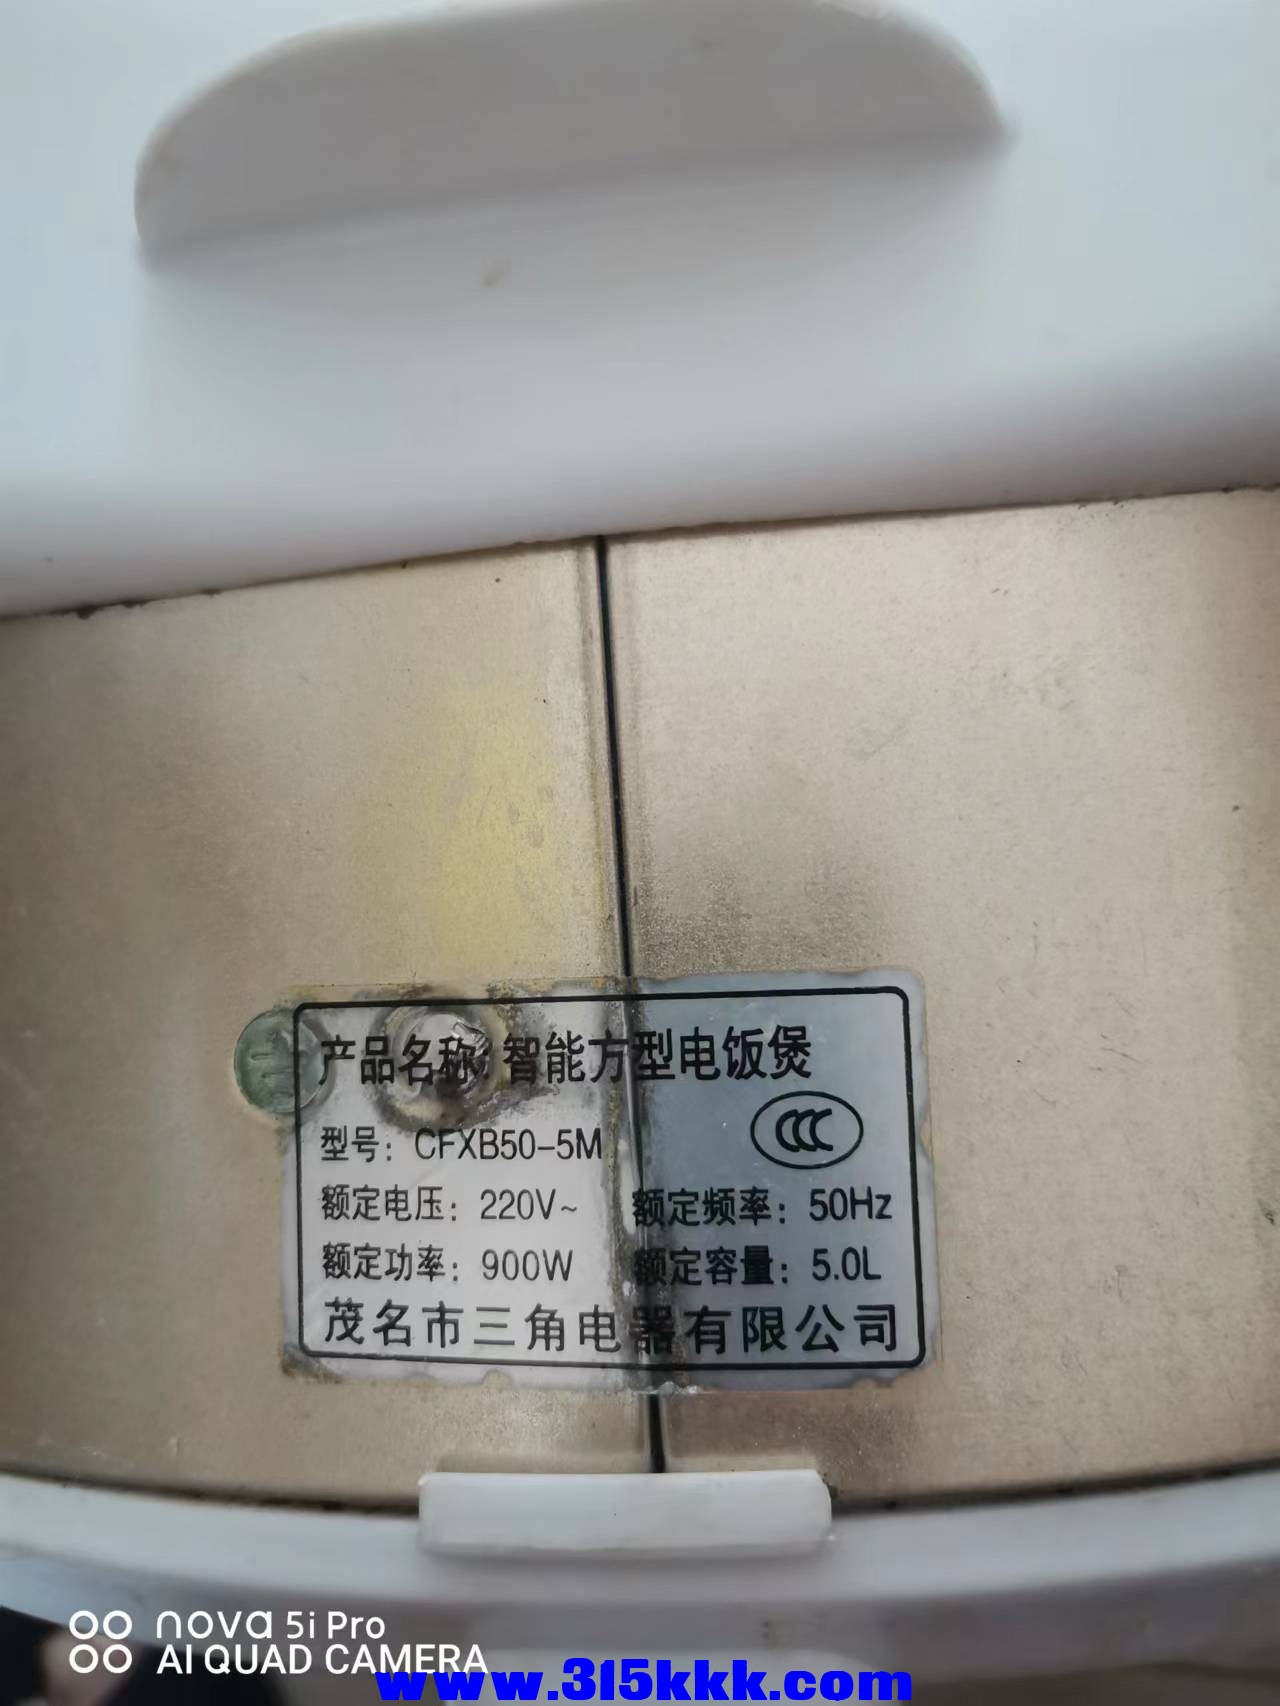 产品名称: 智能方型电饭煲
型号: CFXB50-5M
CCC
额定电压: 220V~ 额定频率: 50Hz
额定功率: 900W 额定容量: 5.0L
茂名市三角电器有限公司
nova 5i Pro
AI QUAD CAMERA
www.315kkk.com